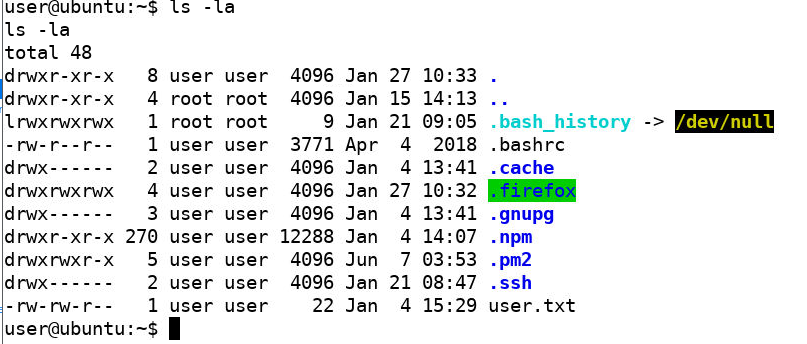 user@ubuntu:~$ ls -la
ls -la
total 48
drwxr-xr-x   8 user user  4096 Jan 27 10:33 .
drwxr-xr-x   4 root root  4096 Jan 15 14:13 ..
lrwxrwxrwx   1 root root     9 Jan 21 09:05 .bash_history -> /dev/null
-rw-r--r--   1 user user  3771 Apr  4  2018 .bashrc
drwx------   2 user user  4096 Jan  4 13:41 .cache
drwxrwxrwx   4 user user  4096 Jan 27 10:32 .firefox
drwx------   3 user user  4096 Jan  4 13:41 .gnupg
drwxr-xr-x 270 user user 12288 Jan  4 14:07 .npm
drwxrwxr-x   5 user user  4096 Jun  7 03:53 .pm2
drwx------   2 user user  4096 Jan 21 08:47 .ssh
-rw-rw-r--   1 user user    22 Jan  4 15:29 user.txt
user@ubuntu:~$